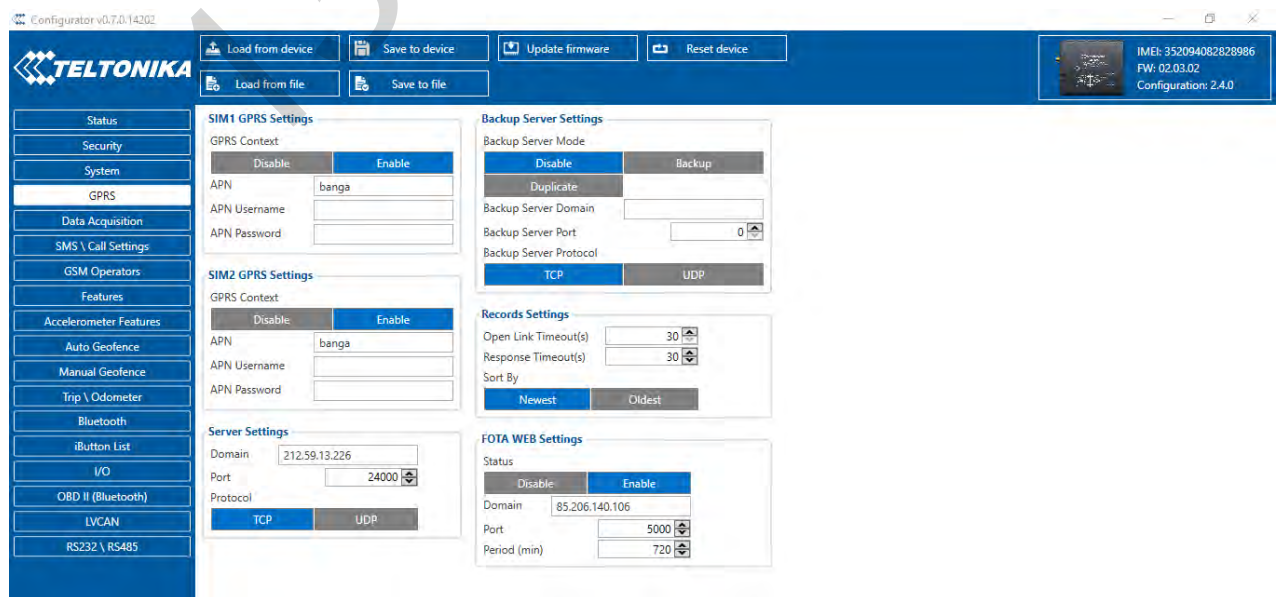 Configurator v0.7.0.14202
TELTONIKA
Load from device
Save to device
Update firmware
Reset device
Load from file
Save to file
IMEI: 352094082828986
FW: 02.03.02
Configuration: 2.4.0
Status
Security
System
GPRS
Data Acquisition
SMS \ Call Settings
GSM Operators
Features
Accelerometer Features
Auto Geofence
Manual Geofence
Trip \ Odometer
Bluetooth
iButton List
I/O
OBD II (Bluetooth)
LVCAN
RS232 \ RS485
SIM1 GPRS Settings
GPRS Context
Disable Enable
APN banga
APN Username
APN Password
SIM2 GPRS Settings
GPRS Context
Disable Enable
APN banga
APN Username
APN Password
Server Settings
Domain 212.59.13.226
Port 24000
Protocol
TCP UDP
Backup Server Settings
Backup Server Mode
Disable Backup
Duplicate
Backup Server Domain
Backup Server Port 0
Backup Server Protocol
TCP UDP
Records Settings
Open Link Timeout(s) 30
Response Timeout(s) 30
Sort By
Newest Oldest
FOTA WEB Settings
Status
Disable Enable
Domain 85.206.140.106
Port 5000
Period (min) 720